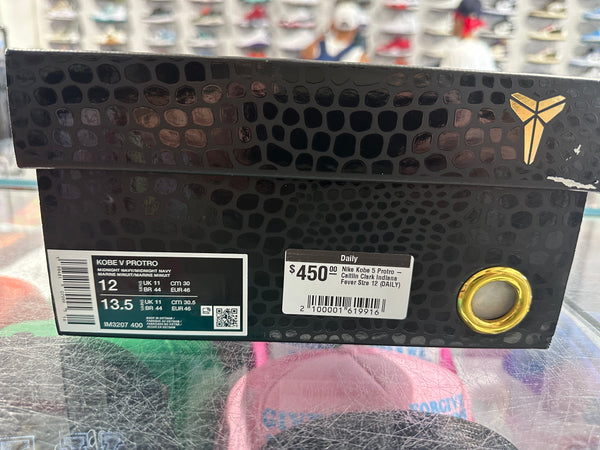 KOBE V PROTRO
MIDNIGHT NAVY/MIDNIGHT NAVY
MARINE MINUIT/MARINE MINUIT
12 UK 11 CM 30
BR 44 EUR 46
13.5 UK 11 CM 30.5
BR 44 EUR 46
IM3207 400
Daily
$450.00 Nike Kobe 5 Protro –
Caitlin Clark Indiana
Fever Size 12 (DAILY)
2 100001 619916